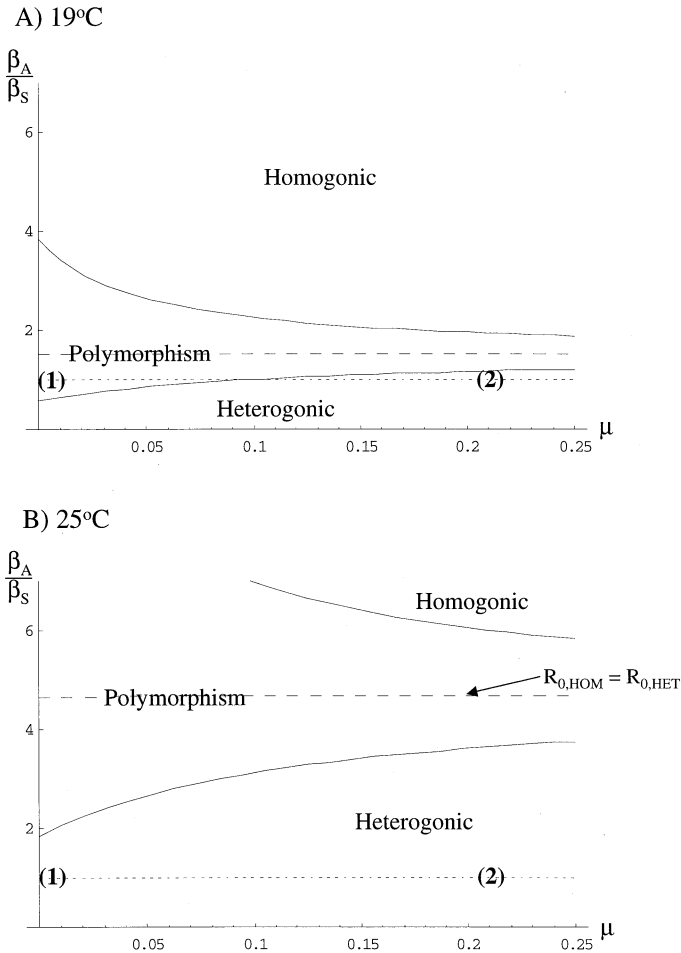 A) 19°C
βA
βS
6
Homogonic
4
2
Polymorphism
(1) (2)
Heterogonic
μ
0.05 0.1 0.15 0.2 0.25
B) 25°C
βA
βS
Homogonic
6
R0,HOM = R0,HET
Polymorphism
4
Heterogonic
2
(1) (2)
μ
0.05 0.1 0.15 0.2 0.25